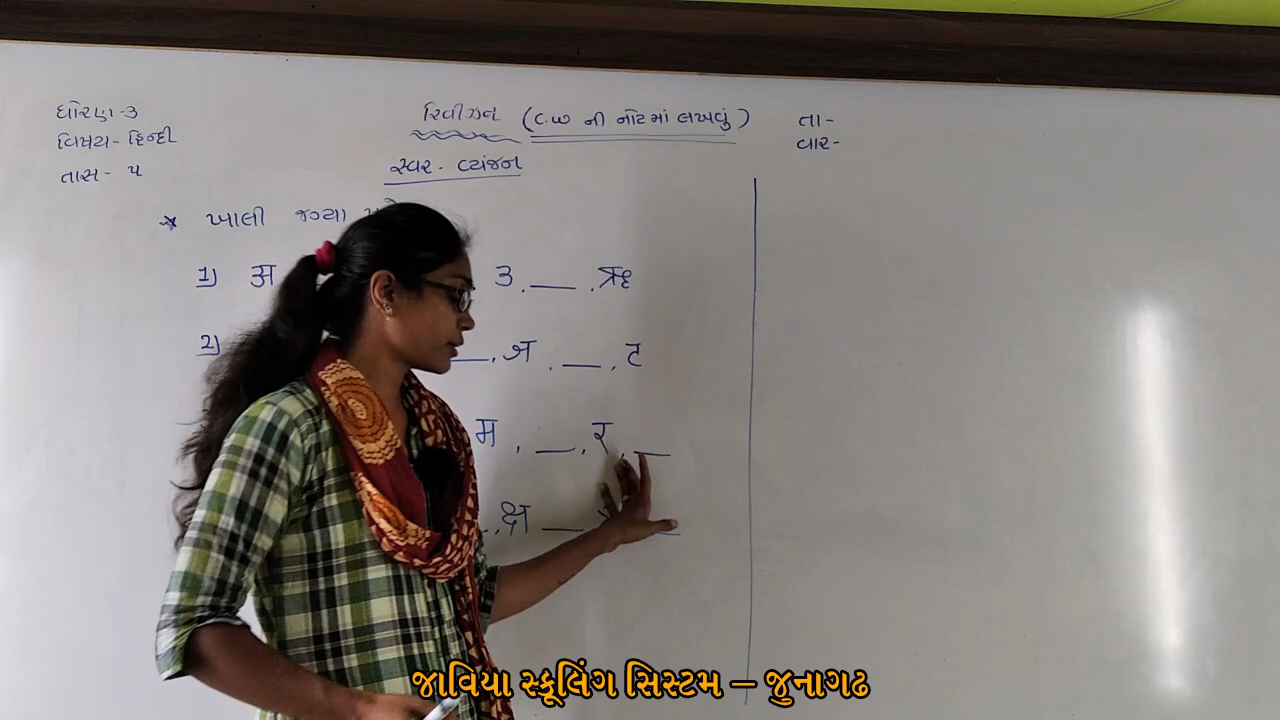 ધોરણ-૩
વિષય- હિન્દી
તાસ- ૫
રિવીઝન (C.W ની નોટમાં લખવું)
સ્વર - વ્યંજન
તા-
વાર-
* ખાલી જગ્યા
1) अ उ. __ .ऋ
2) __, ञ . __ . ट
म , __ . र , __
, क्ष __
જાવિયા સ્કૂલિંગ સિસ્ટમ – જુનાગઢ